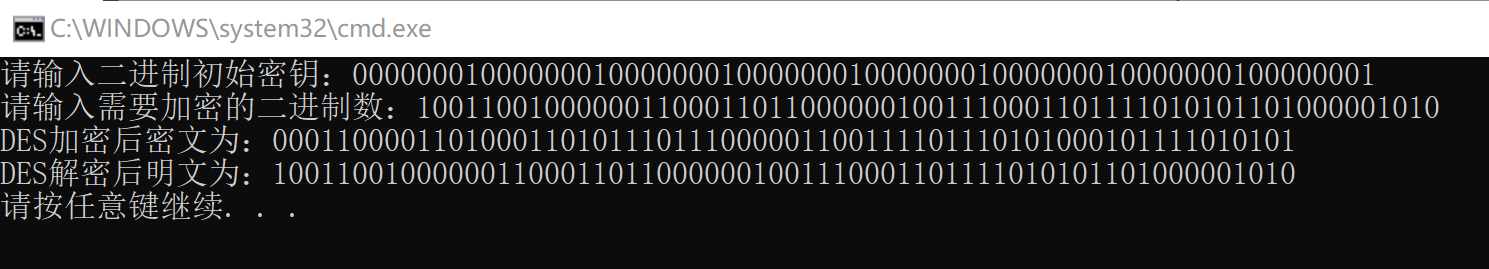 C:\WINDOWS\system32\cmd.exe
请输入二进制初始密钥：0000000100000001000000010000000100000001000000010000000100000001
请输入需要加密的二进制数：1001100100000011000110110000001001110001101111010101101000001010
DES加密后密文为：0001100001101000110101110111000001100111101110101000101111010101
DES解密后明文为：1001100100000011000110110000001001110001101111010101101000001010
请按任意键继续. . .